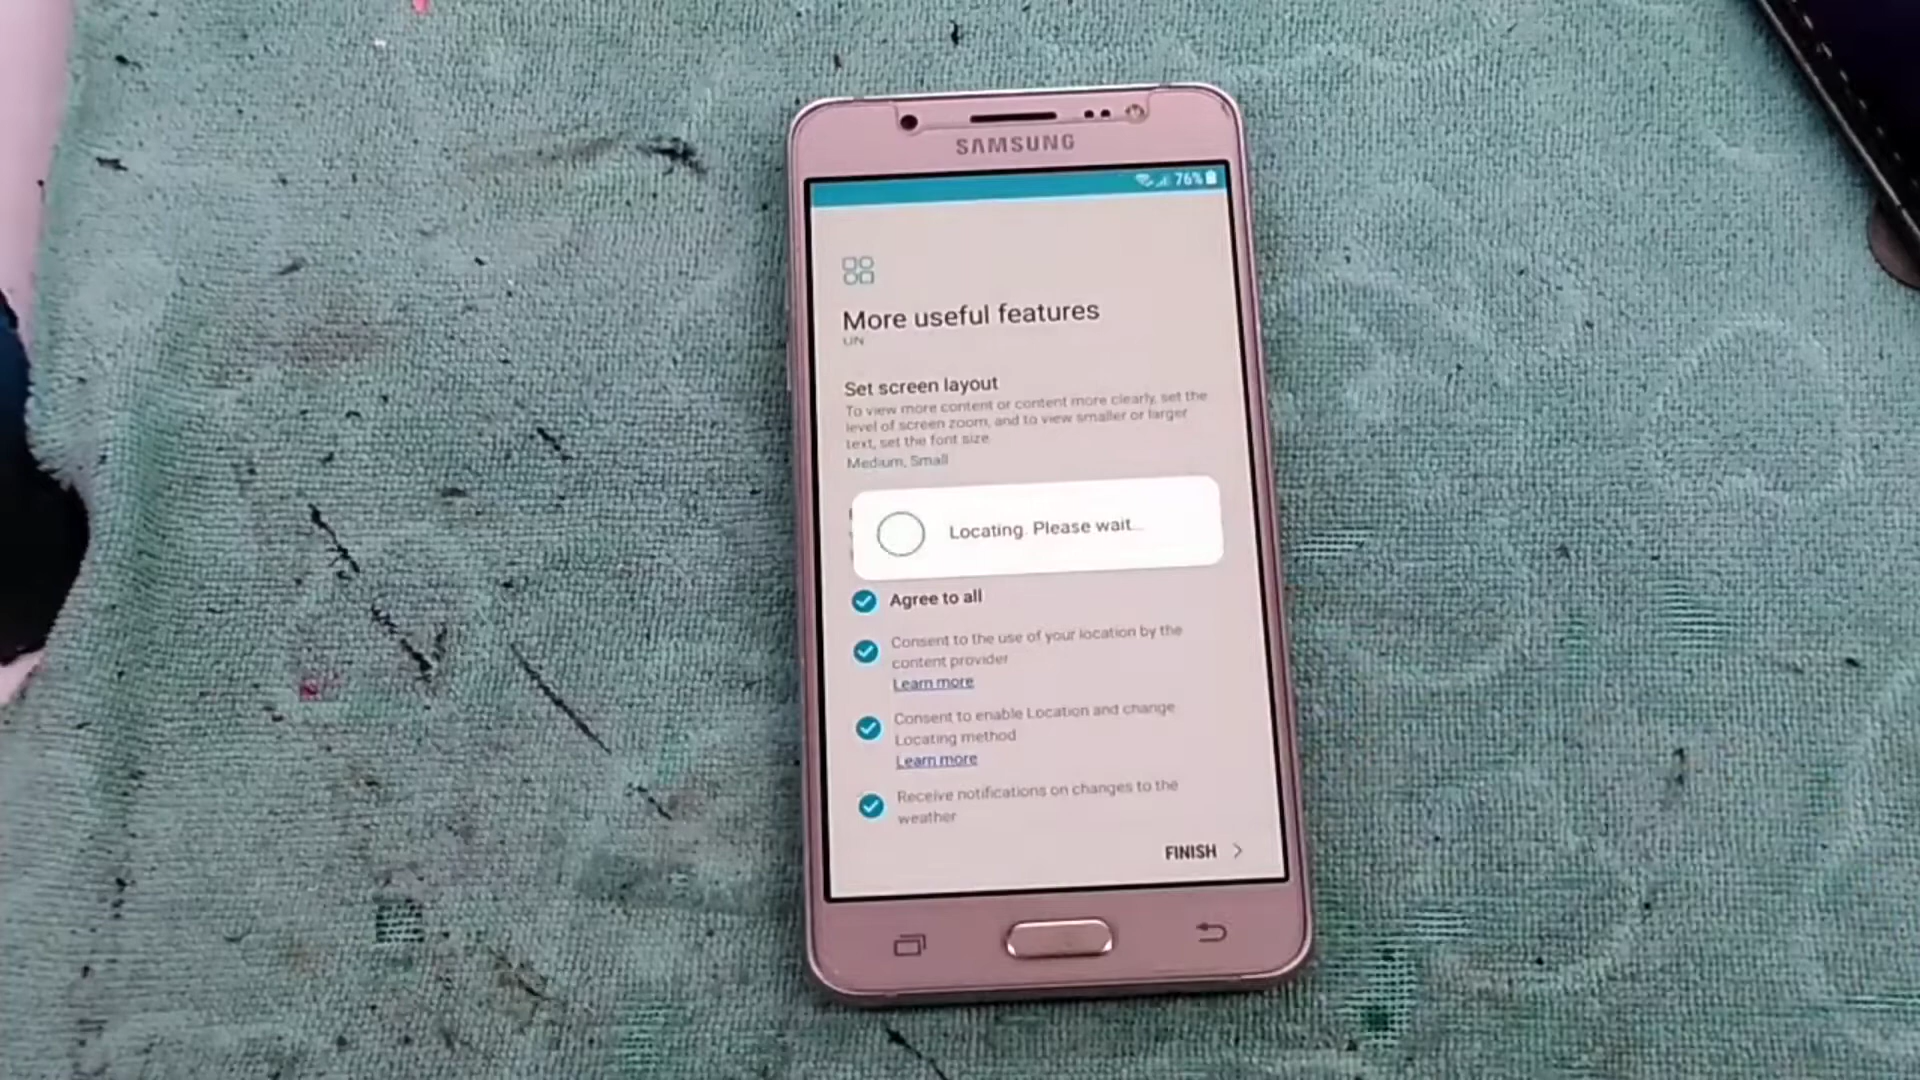 SAMSUNG
76%
More useful features
Set screen layout
To view more content or content more clearly, set the
level of screen zoom, and to view smaller or larger
text, set the font size.
Medium, Small
Locating. Please wait...
Agree to all
Consent to the use of your location by the
content provider
Learn more
Consent to enable Location and change
Locating method
Learn more
Receive notifications on changes to the
weather
FINISH